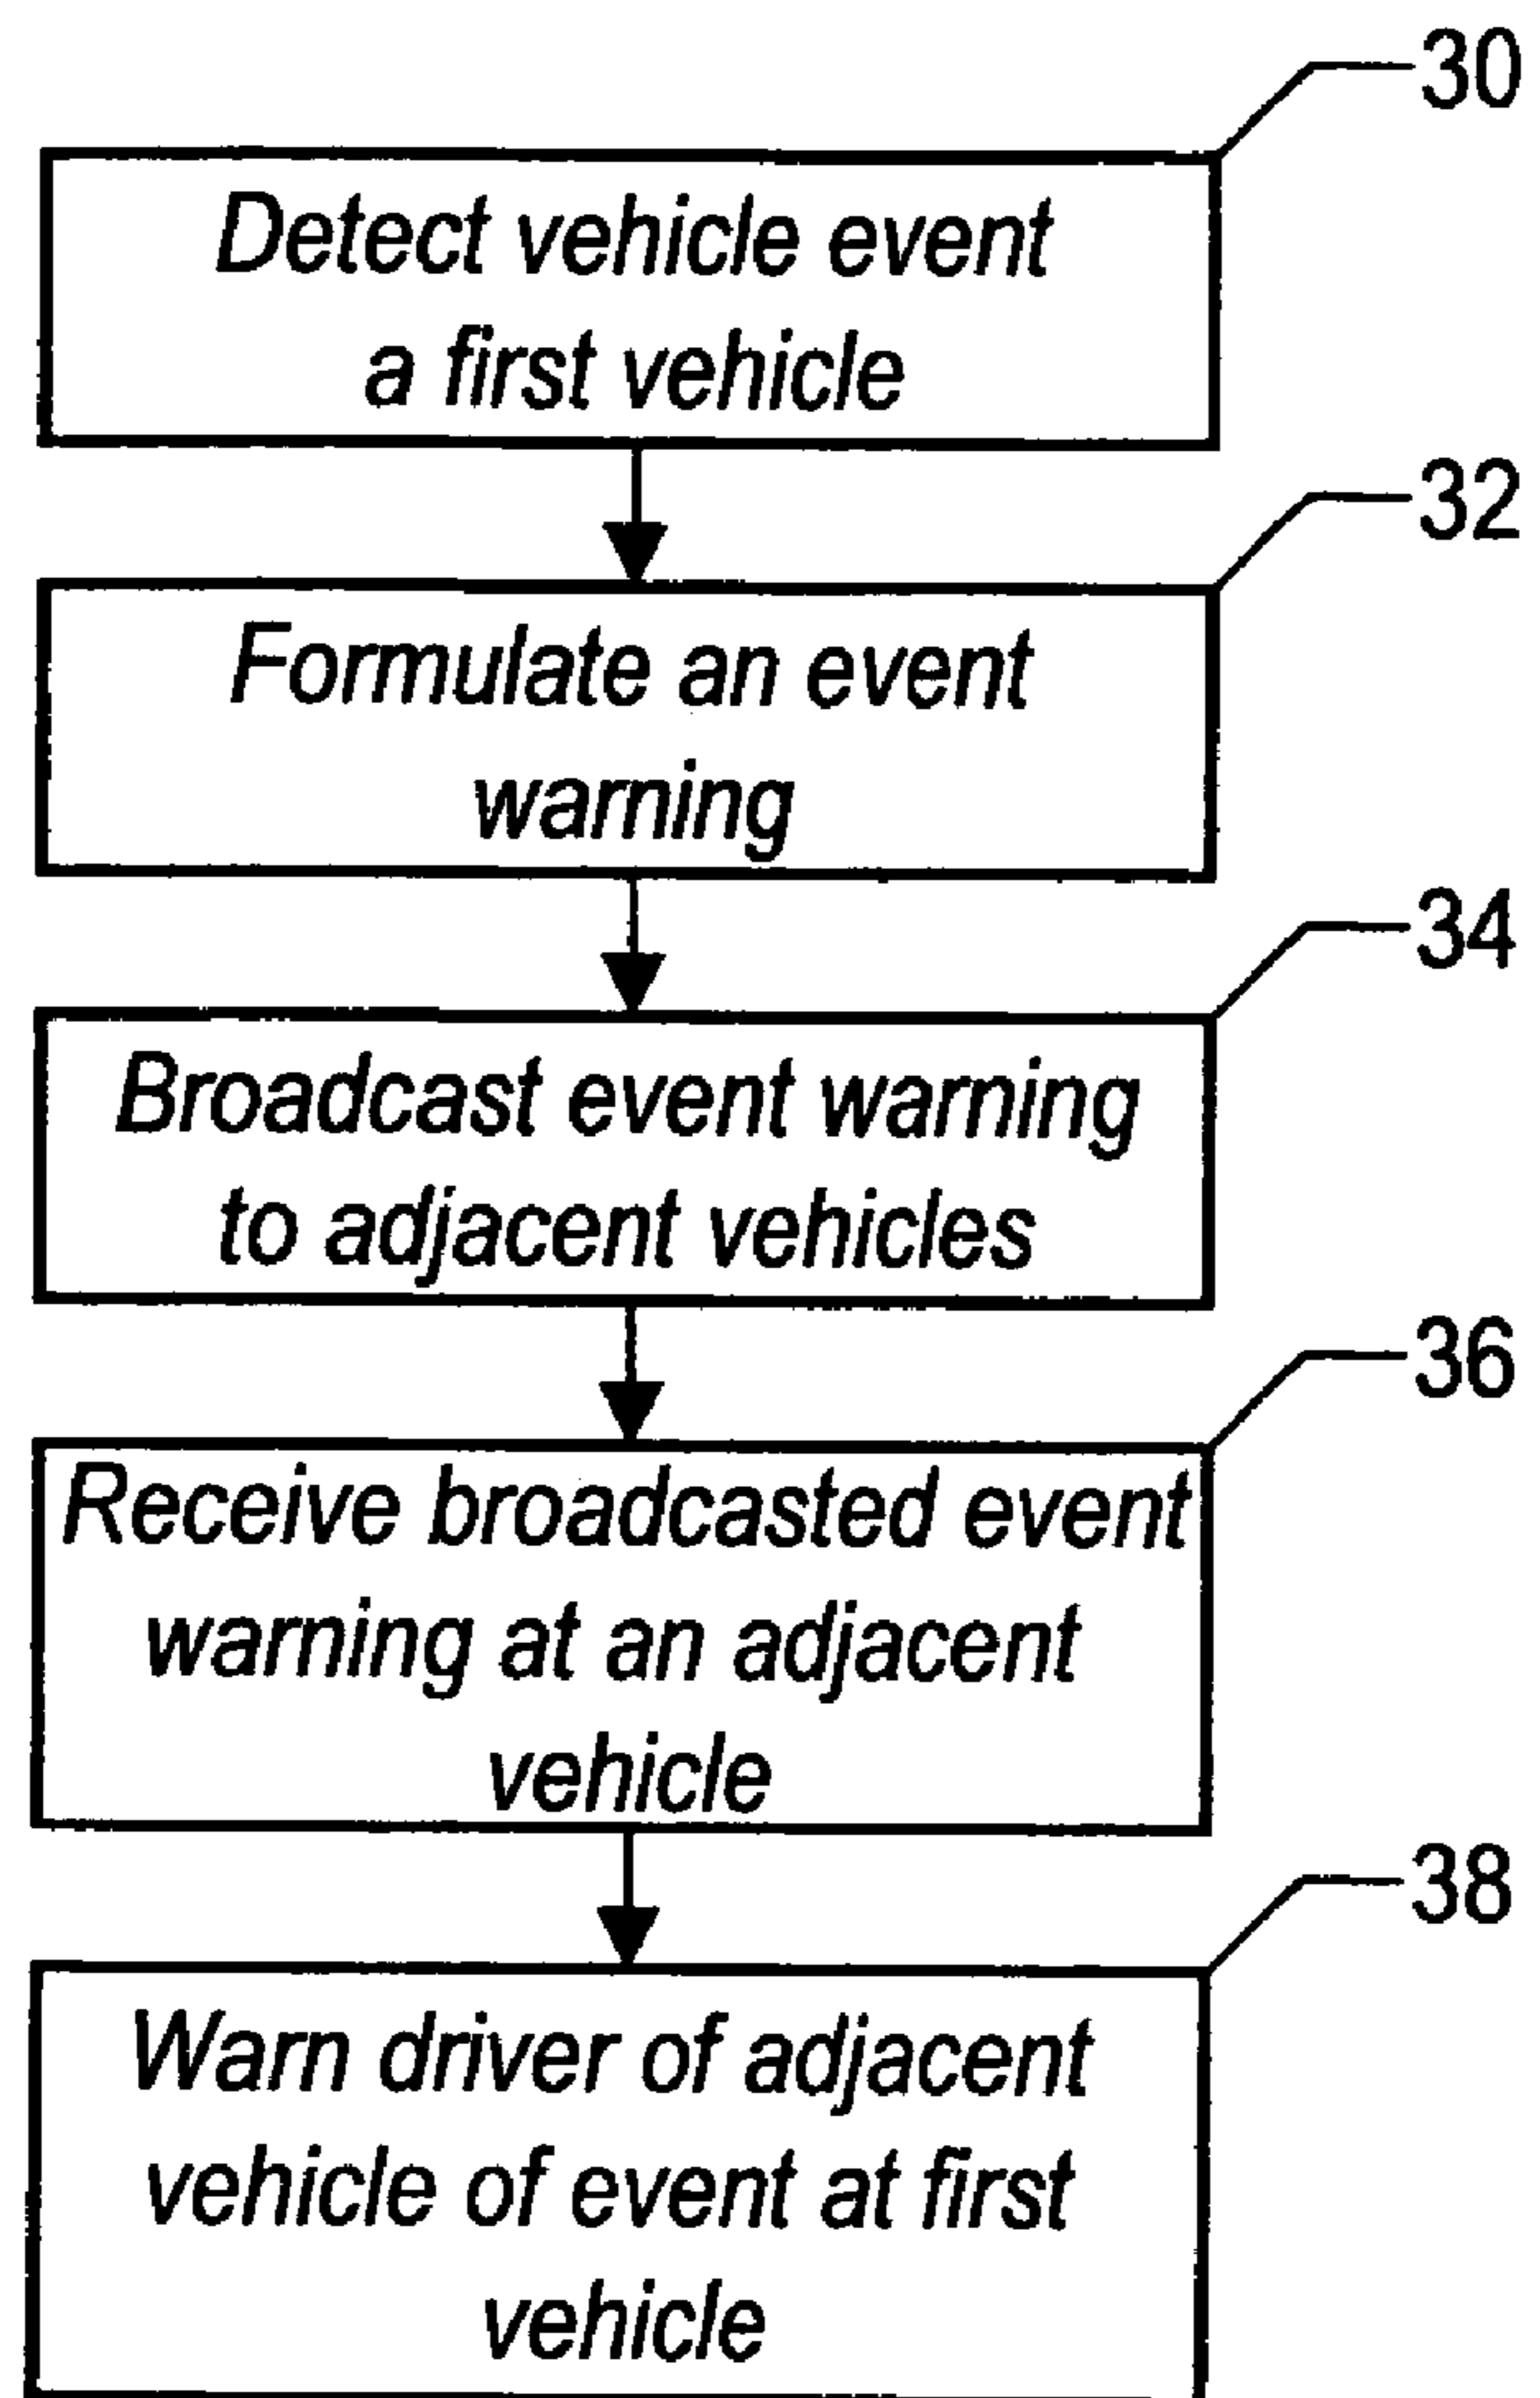 30
Detect vehicle event
a first vehicle
32
Formulate an event
warning
34
Broadcast event warning
to adjacent vehicles
36
Receive broadcasted event
warning at an adjacent
vehicle
38
Warn driver of adjacent
vehicle of event at first
vehicle